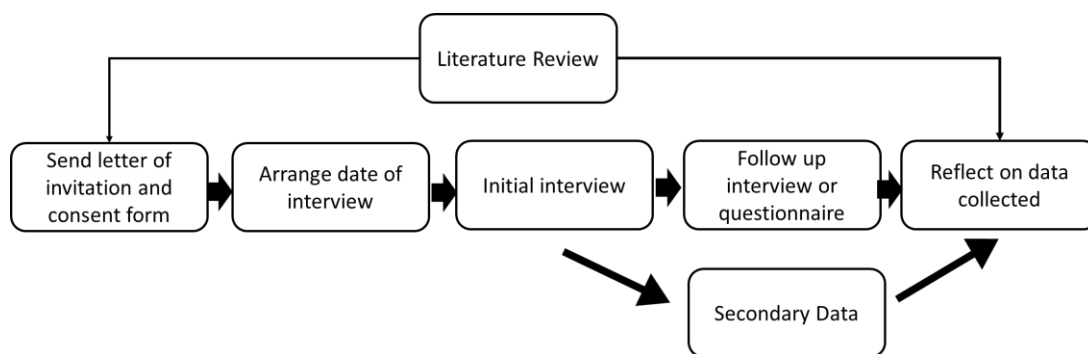 Literature Review
Send letter of
invitation and
consent form
Arrange date of
interview
Initial interview
Follow up
interview or
questionnaire
Reflect on data
collected
Secondary Data